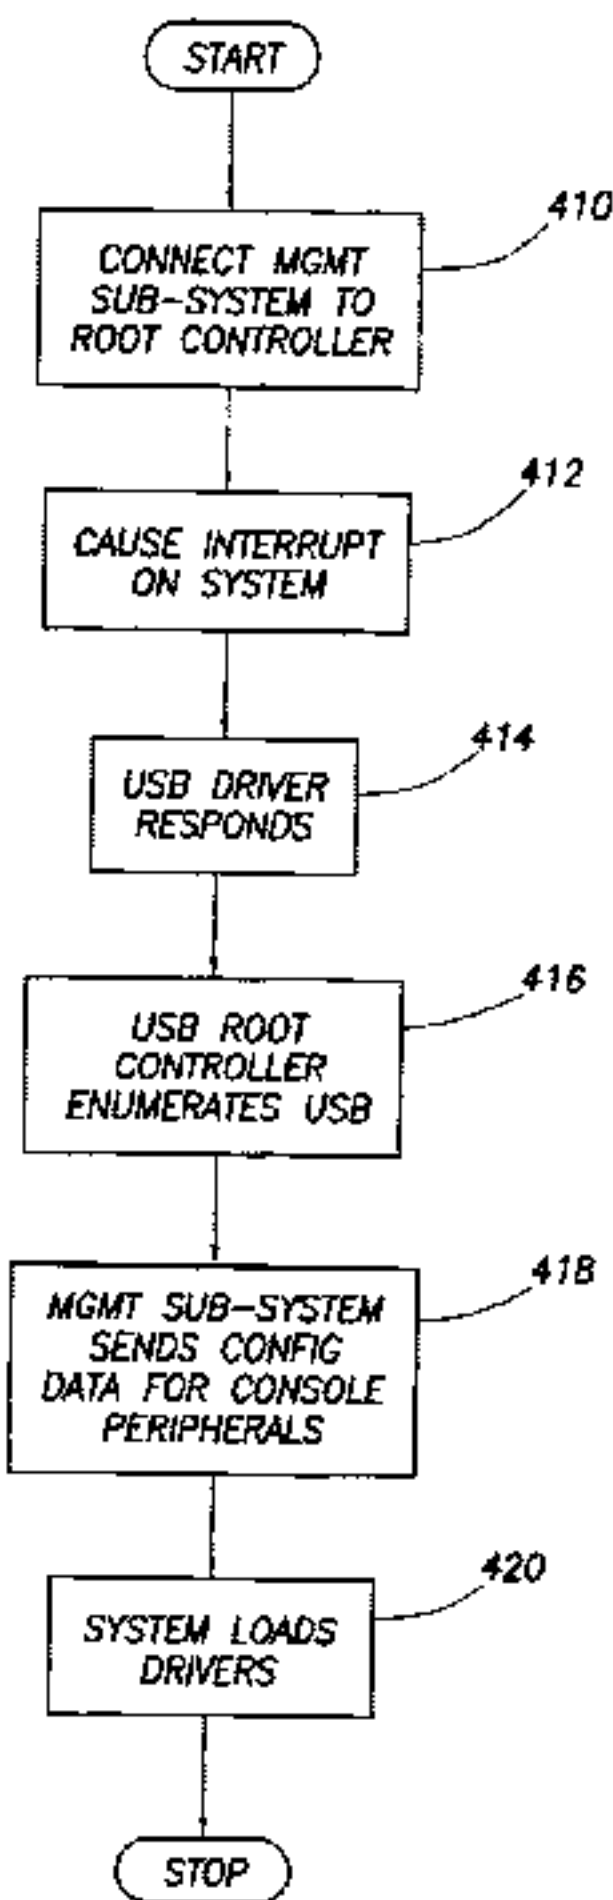 START
410
CONNECT MGMT
SUB-SYSTEM TO
ROOT CONTROLLER
412
CAUSE INTERRUPT
ON SYSTEM
414
USB DRIVER
RESPONDS
416
USB ROOT
CONTROLLER
ENUMERATES USB
418
MGMT SUB-SYSTEM
SENDS CONFIG
DATA FOR CONSOLE
PERIPHERALS
420
SYSTEM LOADS
DRIVERS
STOP